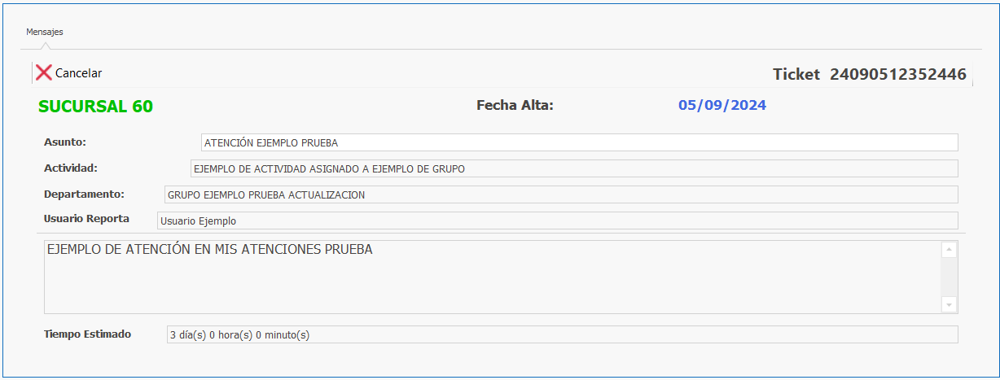 Mensajes
Cancelar Ticket 24090512352446
SUCURSAL 60 Fecha Alta: 05/09/2024
Asunto: ATENCIÓN EJEMPLO PRUEBA
Actividad: EJEMPLO DE ACTIVIDAD ASIGNADO A EJEMPLO DE GRUPO
Departamento: GRUPO EJEMPLO PRUEBA ACTUALIZACION
Usuario Reporta Usuario Ejemplo
EJEMPLO DE ATENCIÓN EN MIS ATENCIONES PRUEBA
Tiempo Estimado 3 día(s) 0 hora(s) 0 minuto(s)